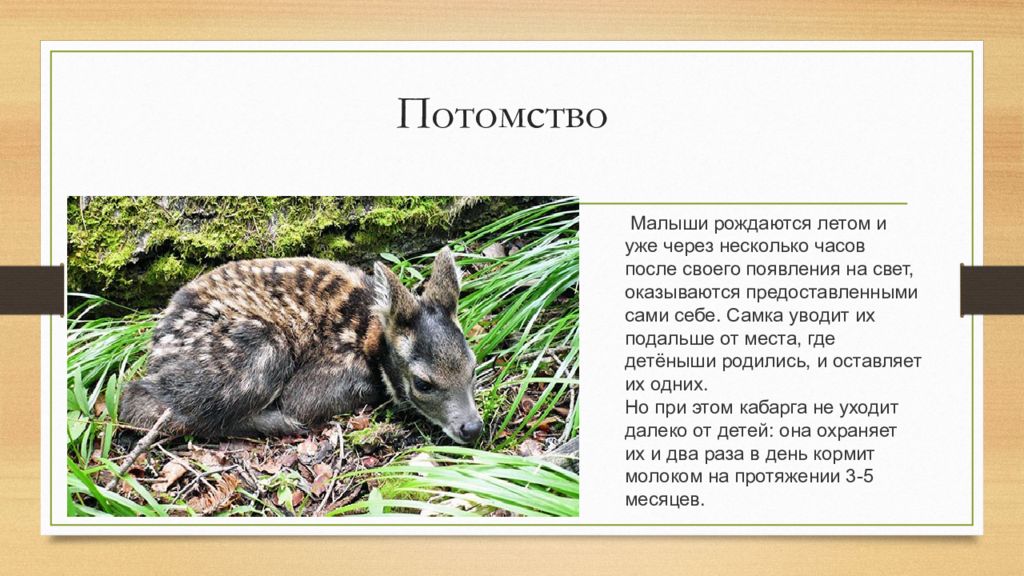 Потомство
Малыши рождаются летом и
уже через несколько часов
после своего появления на свет,
оказываются предоставленными
сами себе. Самка уводит их
подальше от места, где
детёныши родились, и оставляет
их одних.
Но при этом кабарга не уходит
далеко от детей: она охраняет
их и два раза в день кормит
молоком на протяжении 3-5
месяцев.